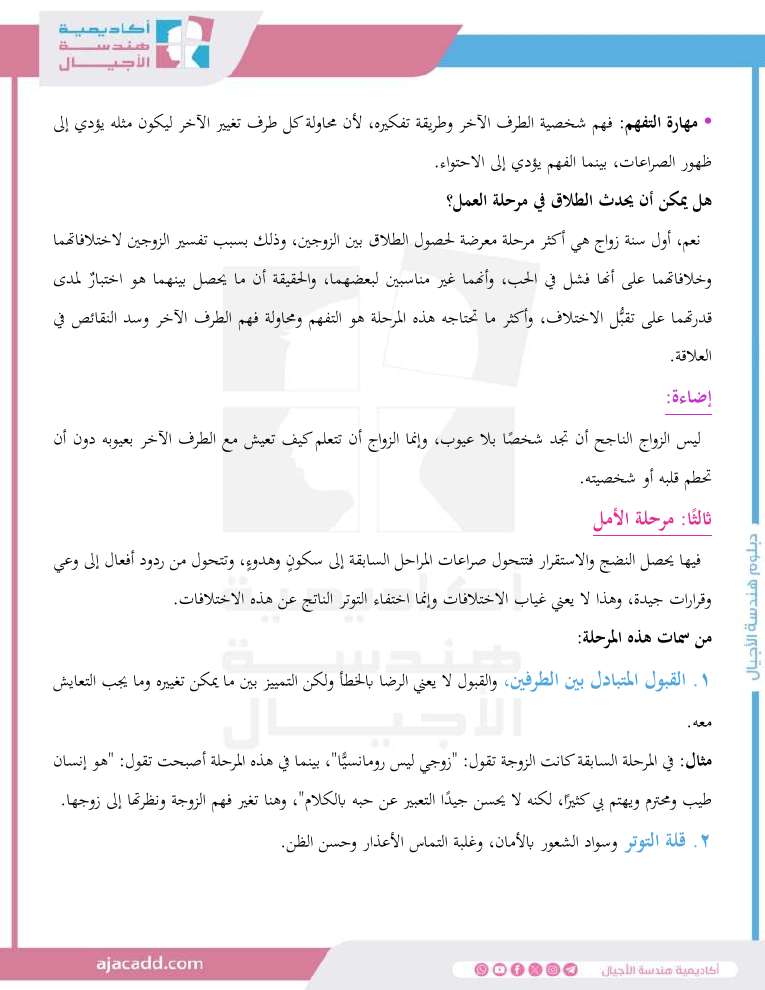 أكاديمية
هندسة
الأجيال
• مهارة التفهم: فهم شخصية الطرف الآخر وطريقة تفكيره، لأن محاولة كل طرف تغيير الآخر ليكون مثله يؤدي إلى
ظهور الصراعات، بينما الفهم يؤدي إلى الاحتواء.
هل يمكن أن يحدث الطلاق في مرحلة العمل؟
نعم، أول سنة زواج هي أكثر مرحلة معرضة لحصول الطلاق بين الزوجين، وذلك بسبب تفسير الزوجين لاختلافاتهما
وخلافاتهما على أنها فشل في الحب، وأنهما غير مناسبين لبعضهما، والحقيقة أن ما يحصل بينهما هو اختبارٌ لمدى
قدرتهما على تقبُّل الاختلاف، وأكثر ما تحتاجه هذه المرحلة هو التفهم ومحاولة فهم الطرف الآخر وسد النقائص في
العلاقة.
إضاءة:
ليس الزواج الناجح أن تجد شخصًا بلا عيوب، وإنما الزواج أن تتعلم كيف تعيش مع الطرف الآخر بعيوبه دون أن
تحطم قلبه أو شخصيته.
ثالثًا: مرحلة الأمل
فيها يحصل النضج والاستقرار فتتحول صراعات المراحل السابقة إلى سكونٍ وهدوءٍ، وتتحول من ردود أفعال إلى وعي
وقرارات جيدة، وهذا لا يعني غياب الاختلافات وإنما اختفاء التوتر الناتج عن هذه الاختلافات.
من سمات هذه المرحلة:
١. القبول المتبادل بين الطرفين، والقبول لا يعني الرضا بالخطأ ولكن التمييز بين ما يمكن تغييره وما يجب التعايش
معه.
مثال: في المرحلة السابقة كانت الزوجة تقول: "زوجي ليس رومانسيًّا"، بينما في هذه المرحلة أصبحت تقول: "هو إنسان
طيب ومحترم ويهتم بي كثيرًا، لكنه لا يحسن جيدًا التعبير عن حبه بالكلام"، وهنا تغير فهم الزوجة ونظرتها إلى زوجها.
٢. قلة التوتر وسواد الشعور بالأمان، وغلبة التماس الأعذار وحسن الظن.
دبلوم هندسة الأجيال
أكاديمية هندسة الأجيال
ajacadd.com